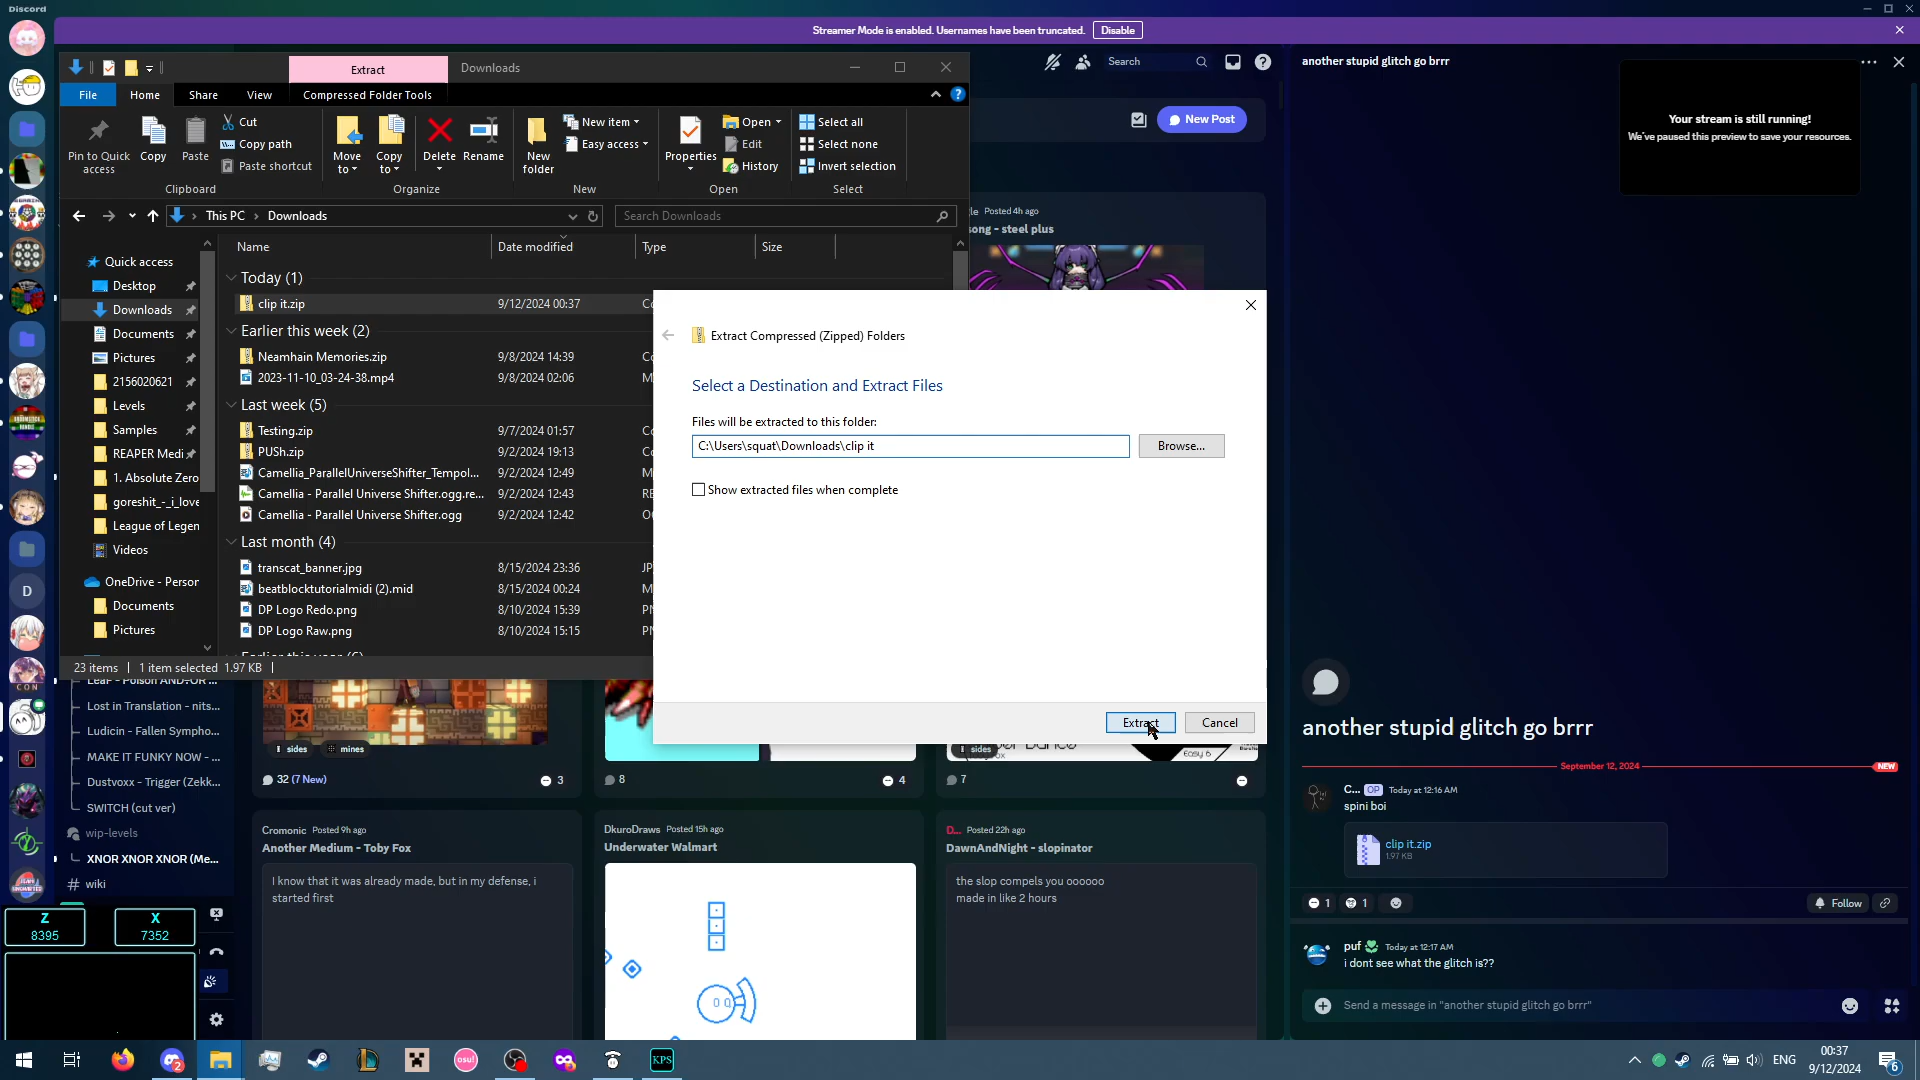 Discord
Streamer Mode is enabled. Usernames have been truncated.
Disable
Extract
Downloads
File
Home
Share
View
Compressed Folder Tools
Pin to Quick access
Copy
Paste
Cut
Copy path
Paste shortcut
Clipboard
Move to
Copy to
Delete
Rename
Organize
New folder
New item
Easy access
New
Properties
Open
Edit
History
Open
Select all
Select none
Invert selection
Select
This PC
Downloads
Search Downloads
Name
Date modified
Type
Size
Quick access
Desktop
Downloads
Documents
Pictures
2156020621
Levels
Samples
REAPER Medi
1. Absolute Zero
goreshit_-_i_love
League of Legen
Videos
OneDrive - Person
Documents
Pictures
Today (1)
clip it.zip 9/12/2024 00:37
Earlier this week (2)
Neamhain Memories.zip 9/8/2024 14:39
2023-11-10_03-24-38.mp4 9/8/2024 02:06
Last week (5)
Testing.zip 9/7/2024 01:57
PUSh.zip 9/2/2024 19:13
Camellia_ParallelUniverseShifter_Tempol... 9/2/2024 12:49
Camellia - Parallel Universe Shifter.ogg.re... 9/2/2024 12:43
Camellia - Parallel Universe Shifter.ogg 9/2/2024 12:42
Last month (4)
transcat_banner.jpg 8/15/2024 23:36
beatblocktutorialmidi (2).mid 8/15/2024 00:24
DP Logo Redo.png 8/10/2024 15:39
DP Logo Raw.png 8/10/2024 15:15
23 items
1 item selected 1.97 KB
Extract Compressed (Zipped) Folders
Select a Destination and Extract Files
Files will be extracted to this folder:
C:\Users\squat\Downloads\clip it
Browse...
Show extracted files when complete
Extract
Cancel
Search
New Post
Posted 4h ago
song - steel plus
another stupid glitch go brrr
Your stream is still running!
We've paused this preview to save your resources.
Lost in Translation - nits...
Ludicin - Fallen Sympho...
MAKE IT FUNKY NOW - ...
Dustvoxx - Trigger (Zekk...
SWITCH (cut ver)
wip-levels
XNOR XNOR XNOR (Me...
wiki
sides
mines
32 (7 New)
3
8
4
sides
Easy 6
7
Cromonic Posted 9h ago
Another Medium - Toby Fox
I know that it was already made, but in my defense, i
started first
DkuroDraws Posted 15h ago
Underwater Walmart
D... Posted 22h ago
DawnAndNight - slopinator
the slop compels you oooooo
made in like 2 hours
another stupid glitch go brrr
September 12, 2024
NEW
C... OP Today at 12:16 AM
spini boi
clip it.zip
1.97 KB
1
1
Follow
puf Today at 12:17 AM
i dont see what the glitch is??
Send a message in "another stupid glitch go brrr"
D
CON
Z
8395
X
7352
2
osu!
KPS
ENG
00:37
9/12/2024
6